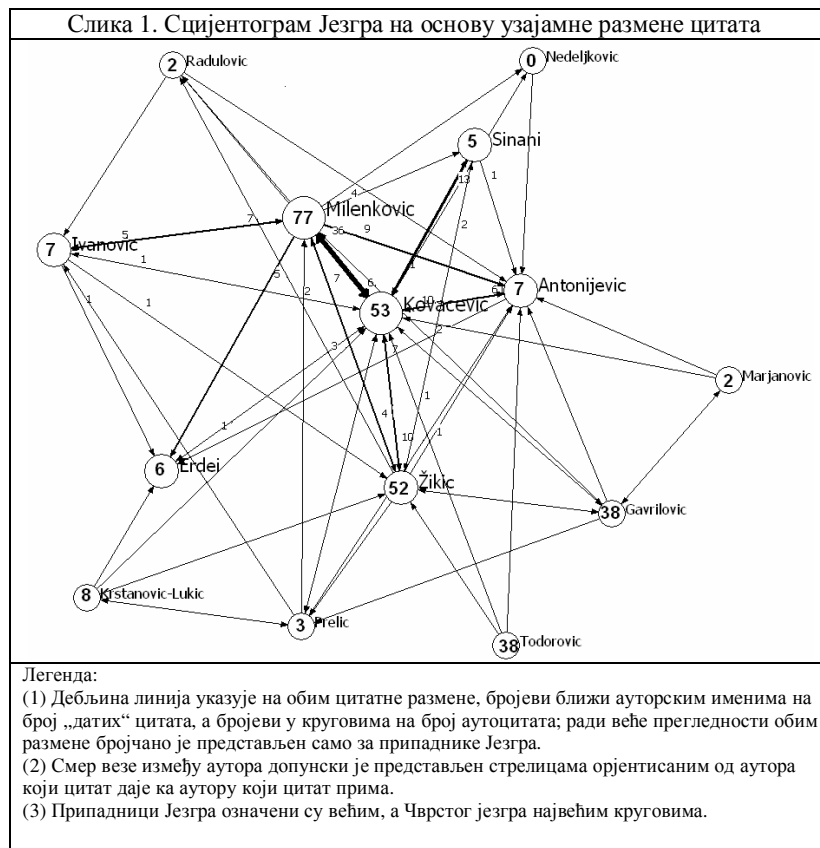 Слика 1. Сцијентограм Језгра на основу узајамне размене цитата
2 Radulovic
0 Nedeljkovic
5 Sinani
13
1
4
77 Milenkovic
7
36
9
2
5
7 Ivanovic
1
5
7
6
1
6
7 Antonijevic
2
10
53 Kovacevic
2
1
1
3
7
2 Marjanovic
4
1
1
10
1
6 Erdei
52 Žikic
38 Gavrilovic
8 Krstanovic-Lukic
3 Prelic
38 Todorovic
Легенда:
(1) Дебљина линија указује на обим цитатне размене, бројеви ближи ауторским именима на
број „датих“ цитата, а бројеви у круговима на број аутоцитата; ради веће прегледности обим
размене бројчано је представљен само за припаднике Језгра.
(2) Смер везе између аутора допунски је представљен стрелицама орјентисаним од аутора
који цитат даје ка аутору који цитат прима.
(3) Припадници Језгра означени су већим, а Чврстог језгра највећим круговима.